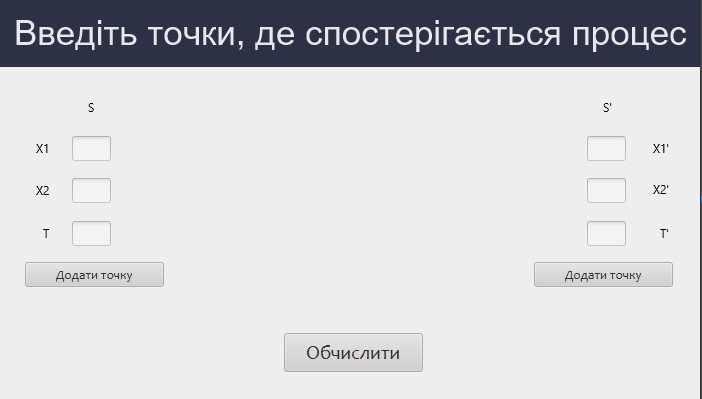 Введіть точки, де спостерігається процес
S S'
X1 X1'
X2 X2'
T T'
Додати точку Додати точку
Обчислити